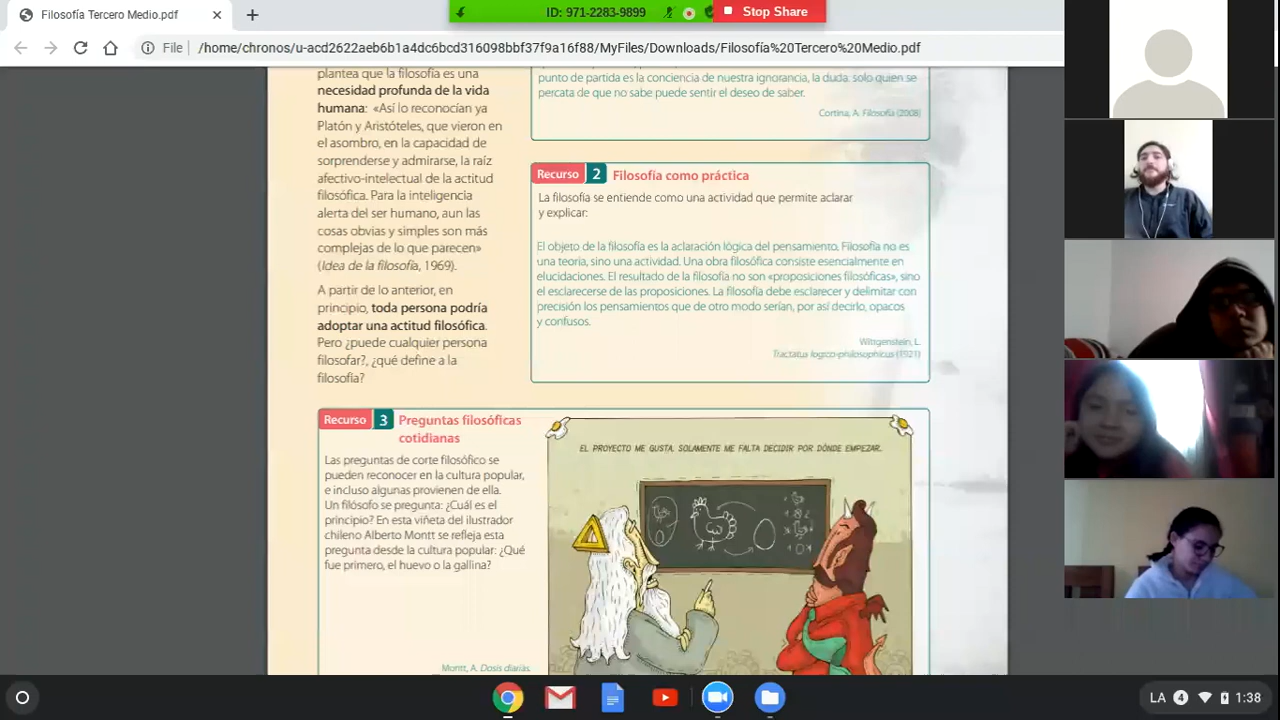 Filosofía Tercero Medio.pdf
ID: 971-2283-9899
Stop Share
File
/home/chronos/u-acd2622aeb6b1a4dc6bcd316098bbf37f9a16f88/MyFiles/Downloads/Filosofía%20Tercero%20Medio.pdf
plantea que la filosofía es una
necesidad profunda de la vida
humana: «Así lo reconocían ya
Platón y Aristóteles, que vieron en
el asombro, en la capacidad de
sorprenderse y admirarse, la raíz
afectivo-intelectual de la actitud
filosófica. Para la inteligencia
alerta del ser humano, aun las
cosas obvias y simples son más
complejas de lo que parecen»
(Idea de la filosofía, 1969).
A partir de lo anterior, en
principio, toda persona podría
adoptar una actitud filosófica.
Pero ¿puede cualquier persona
filosofar?, ¿qué define a la
filosofía?
punto de partida es la conciencia de nuestra ignorancia, la duda: solo quien se
percata de que no sabe puede sentir el deseo de saber.
Cortina, A. Filosofía (2008)
Recurso 2 Filosofía como práctica
La filosofía se entiende como una actividad que permite aclarar
y explicar:
El objeto de la filosofía es la aclaración lógica del pensamiento. Filosofía no es
una teoría, sino una actividad. Una obra filosófica consiste esencialmente en
elucidaciones. El resultado de la filosofía no son «proposiciones filosóficas», sino
el esclarecerse de las proposiciones. La filosofía debe esclarecer y delimitar con
precisión los pensamientos que de otro modo serían, por así decirlo, opacos
y confusos.
Wittgenstein, L.
Tractatus logico-philosophicus (1921)
Recurso 3 Preguntas filosóficas
cotidianas
Las preguntas de corte filosófico se
pueden reconocer en la cultura popular,
e incluso algunas provienen de ella.
Un filósofo se pregunta: ¿Cuál es el
principio? En esta viñeta del ilustrador
chileno Alberto Montt se refleja esta
pregunta desde la cultura popular: ¿Qué
fue primero, el huevo o la gallina?
Montt, A. Dosis diarias.
EL PROYECTO ME GUSTA. SOLAMENTE ME FALTA DECIDIR POR DÓNDE EMPEZAR.
LA 4 1:38